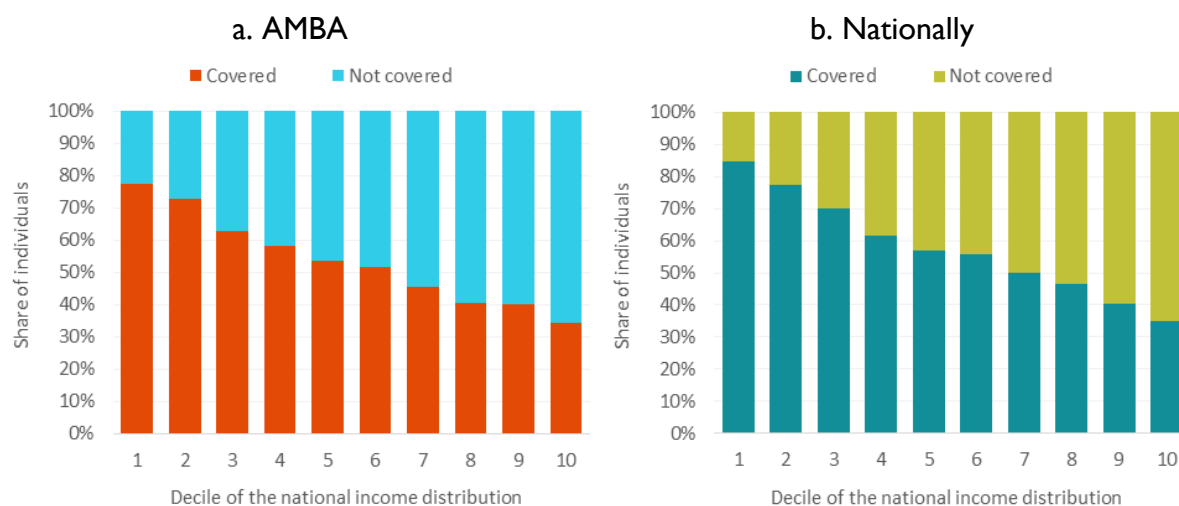 a. AMBA
Covered Not covered
100%
90%
80%
70%
60%
50%
40%
30%
20%
10%
0%
Share of individuals
1 2 3 4 5 6 7 8 9 10
Decile of the national income distribution
b. Nationally
Covered Not covered
100%
90%
80%
70%
60%
50%
40%
30%
20%
10%
0%
Share of individuals
1 2 3 4 5 6 7 8 9 10
Decile of the national income distribution